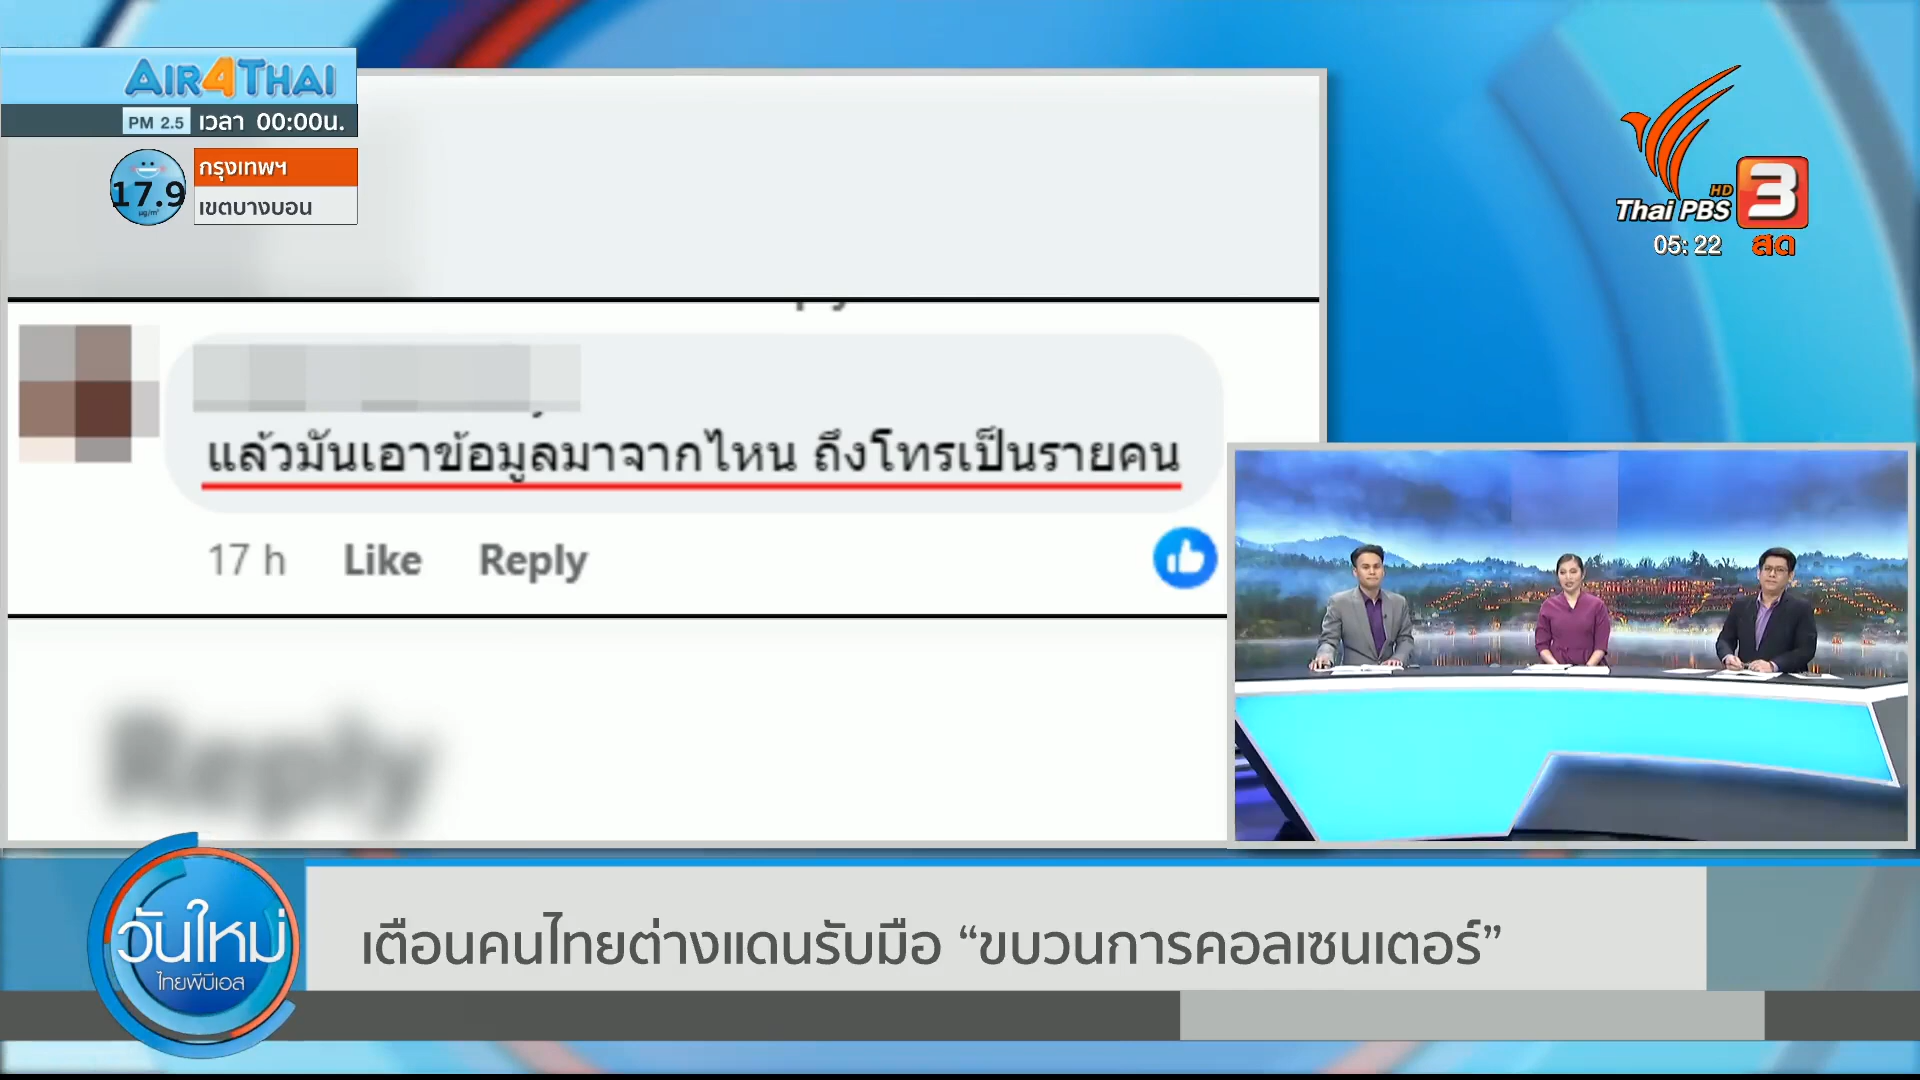 AIR4THAI
PM 2.5 เวลา 00:00น.
17.9
µg/m³
กรุงเทพฯ
เขตบางบอน
HD
Thai PBS 3
05:22 สด
แล้วมันเอาข้อมูลมาจากไหน ถึงโทรเป็นรายคน
17 h Like Reply
Reply
วันใหม่
ไทยพีบีเอส
เตือนคนไทยต่างแดนรับมือ “ขบวนการคอลเซนเตอร์”